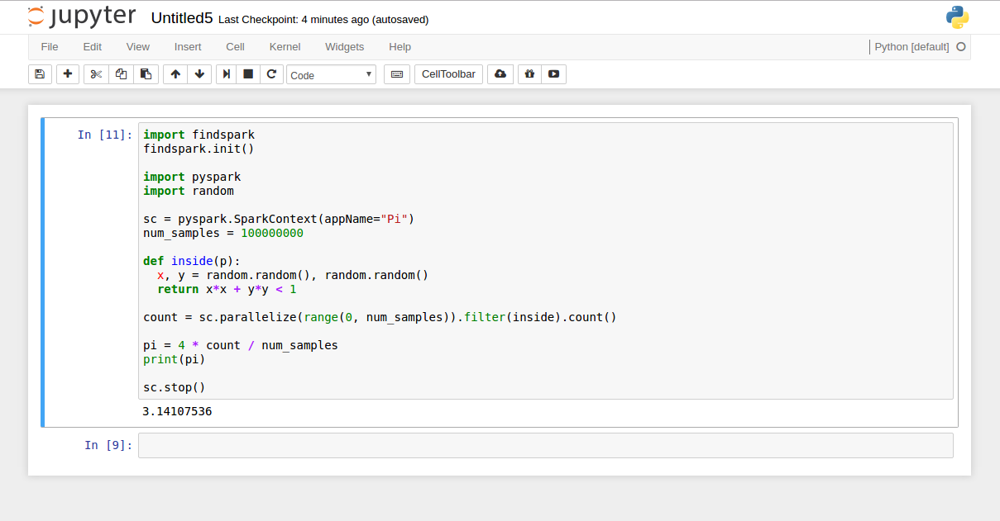 jupyter Untitled5 Last Checkpoint: 4 minutes ago (autosaved)
File Edit View Insert Cell Kernel Widgets Help Python [default]
Code CellToolbar
In [11]: import findspark
findspark.init()
import pyspark
import random
sc = pyspark.SparkContext(appName="Pi")
num_samples = 100000000
def inside(p):
  x, y = random.random(), random.random()
  return x*x + y*y < 1
count = sc.parallelize(range(0, num_samples)).filter(inside).count()
pi = 4 * count / num_samples
print(pi)
sc.stop()
3.14107536
In [9]: